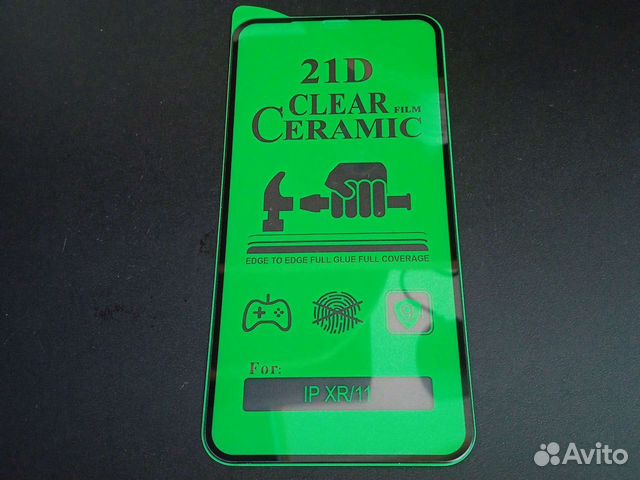 21D
CLEAR FILM
CERAMIC
EDGE TO EDGE FULL GLUE FULL COVERAGE
For:
IP XR/11
Avito